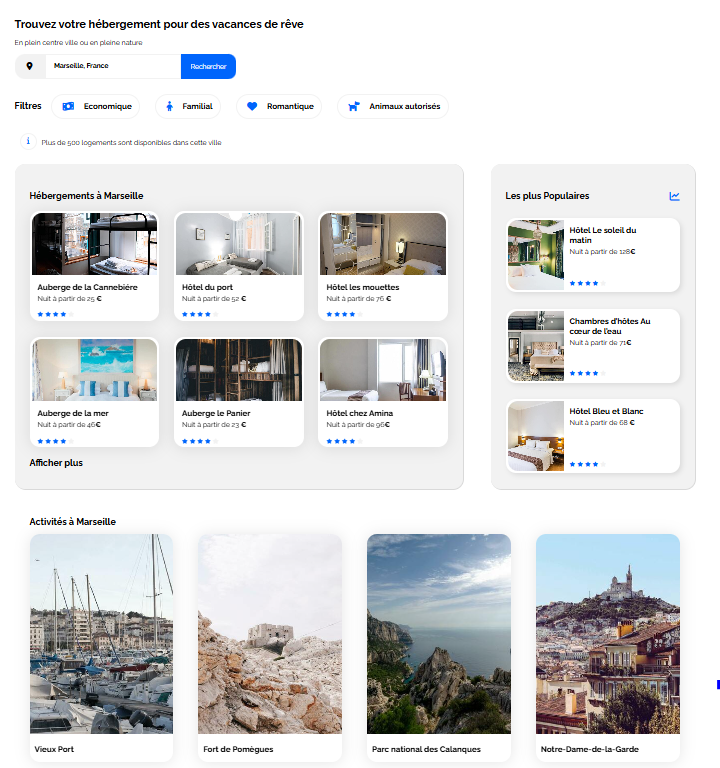 Trouvez votre hébergement pour des vacances de rêve
En plein centre ville ou en pleine nature
Marseille, France
Rechercher
Filtres
Economique
Familial
Romantique
Animaux autorisés
Plus de 500 logements sont disponibles dans cette ville
Hébergements à Marseille
Auberge de la Cannebière
Nuit à partir de 25 €
Hôtel du port
Nuit à partir de 52 €
Hôtel les mouettes
Nuit à partir de 76 €
Auberge de la mer
Nuit à partir de 46€
Auberge le Panier
Nuit à partir de 23 €
Hôtel chez Amina
Nuit à partir de 96€
Afficher plus
Les plus Populaires
Hôtel Le soleil du
matin
Nuit à partir de 128€
Chambres d'hôtes Au
cœur de l'eau
Nuit à partir de 71€
Hôtel Bleu et Blanc
Nuit à partir de 68 €
Activités à Marseille
Vieux Port
Fort de Pomègues
Parc national des Calanques
Notre-Dame-de-la-Garde